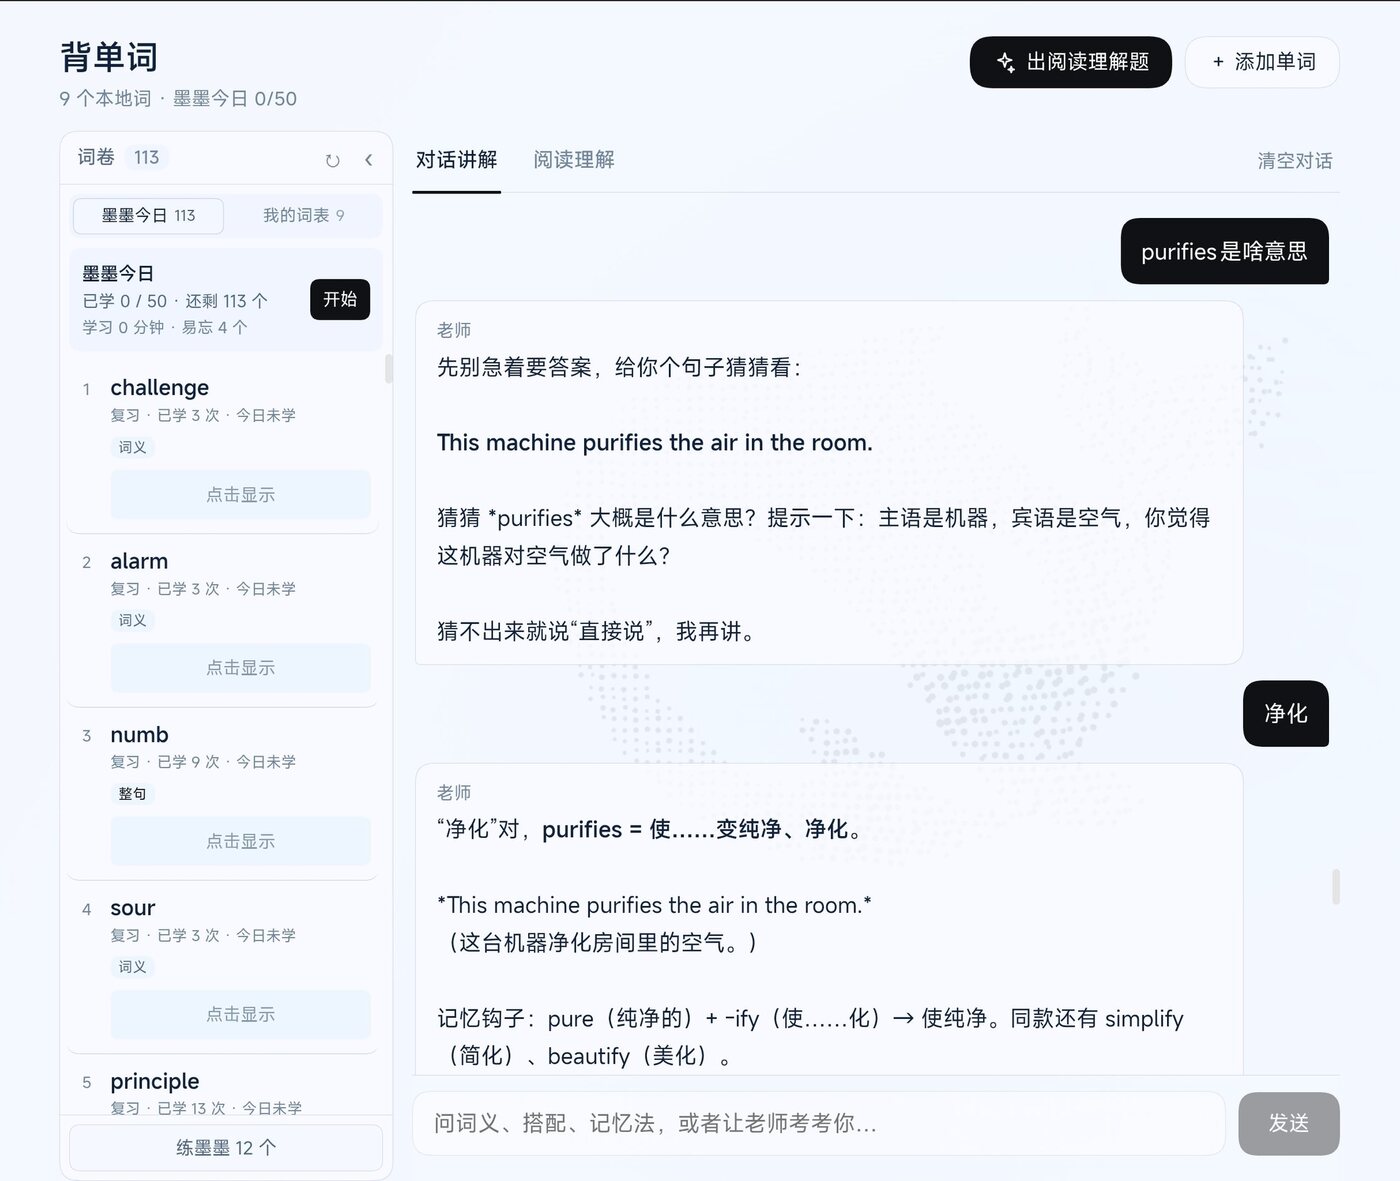 背单词
9 个本地词 · 墨墨今日 0/50
出阅读理解题
+ 添加单词
词卷 113
↻ ‹
墨墨今日 113
我的词表 9
墨墨今日
已学 0 / 50 · 还剩 113 个
学习 0 分钟 · 易忘 4 个
开始
1 challenge
复习 · 已学 3 次 · 今日未学
词义
点击显示
2 alarm
复习 · 已学 3 次 · 今日未学
词义
点击显示
3 numb
复习 · 已学 9 次 · 今日未学
整句
点击显示
4 sour
复习 · 已学 3 次 · 今日未学
词义
点击显示
5 principle
复习 · 已学 13 次 · 今日未学
练墨墨 12 个
对话讲解
阅读理解
清空对话
purifies是啥意思
老师
先别急着要答案，给你个句子猜猜看：
This machine purifies the air in the room.
猜猜 *purifies* 大概是什么意思？提示一下：主语是机器，宾语是空气，你觉得
这机器对空气做了什么？
猜不出来就说“直接说”，我再讲。
净化
老师
“净化”对，purifies = 使……变纯净、净化。
*This machine purifies the air in the room.*
（这台机器净化房间里的空气。）
记忆钩子：pure（纯净的）+ -ify（使……化）→ 使纯净。同款还有 simplify
（简化）、beautify（美化）。
问词义、搭配、记忆法，或者让老师考考你...
发送